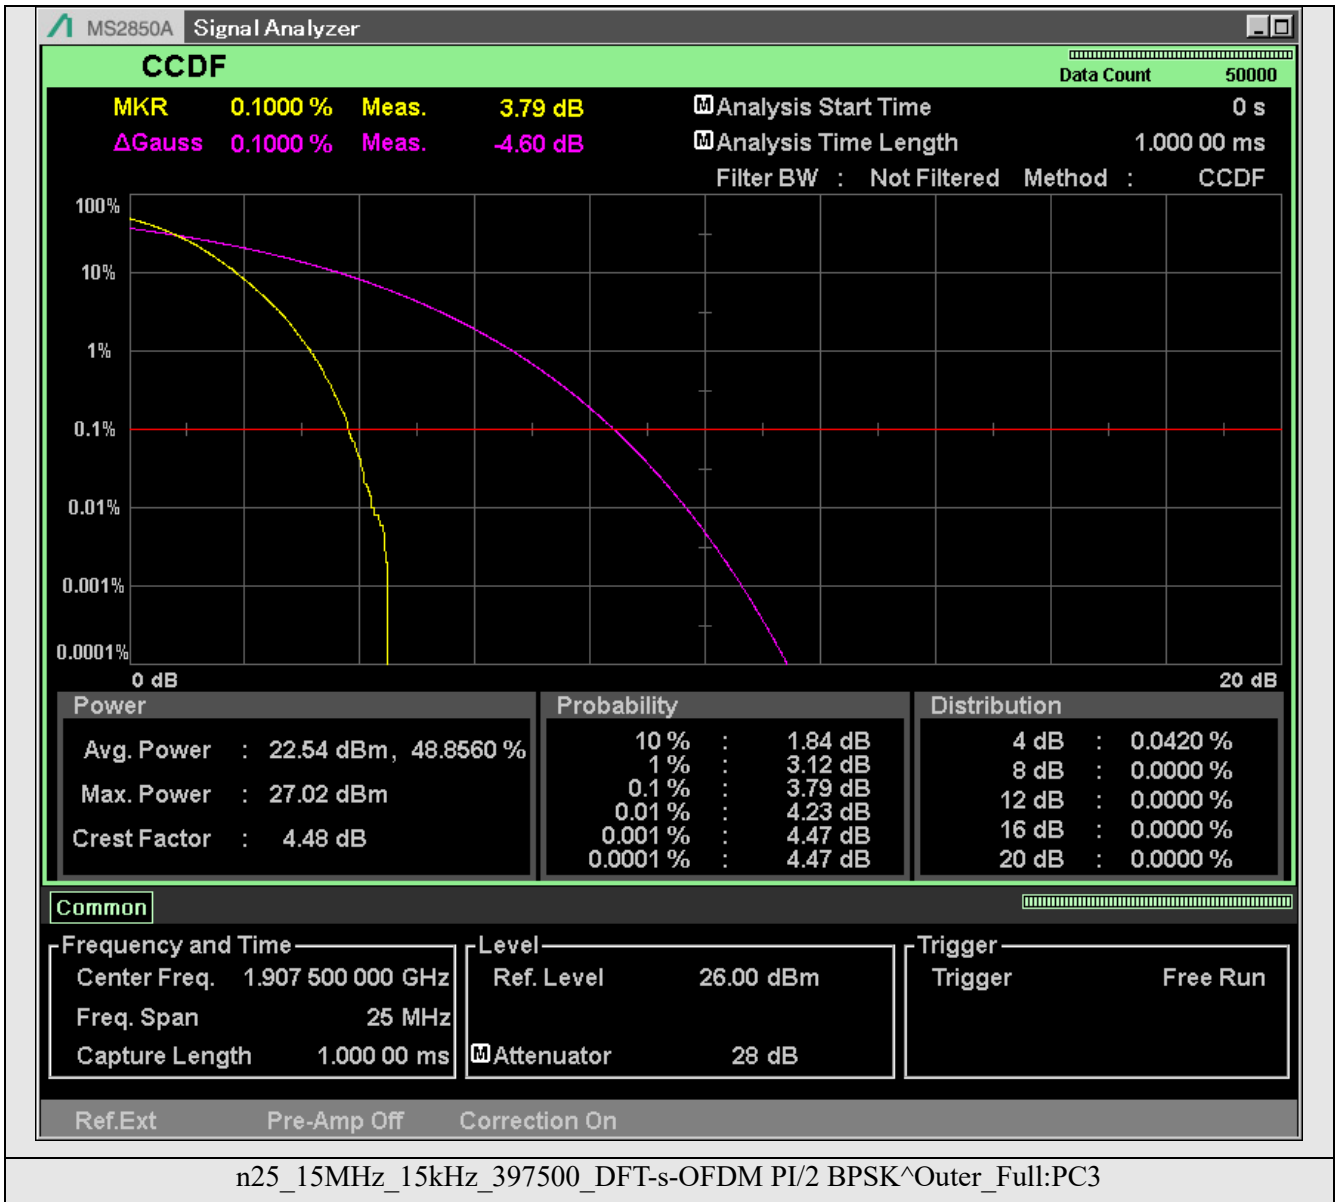 MS2850A Signal Analyzer
CCDF
Data Count 50000
MKR 0.1000 % Meas. 3.79 dB
ΔGauss 0.1000 % Meas. -4.60 dB
M Analysis Start Time 0 s
M Analysis Time Length 1.000 00 ms
Filter BW : Not Filtered Method : CCDF
100%
10%
1%
0.1%
0.01%
0.001%
0.0001%
0 dB 20 dB
Power
Avg. Power : 22.54 dBm, 48.8560 %
Max. Power : 27.02 dBm
Crest Factor : 4.48 dB
Probability
10 % : 1.84 dB
1 % : 3.12 dB
0.1 % : 3.79 dB
0.01 % : 4.23 dB
0.001 % : 4.47 dB
0.0001 % : 4.47 dB
Distribution
4 dB : 0.0420 %
8 dB : 0.0000 %
12 dB : 0.0000 %
16 dB : 0.0000 %
20 dB : 0.0000 %
Common
Frequency and Time
Center Freq. 1.907 500 000 GHz
Freq. Span 25 MHz
Capture Length 1.000 00 ms
Level
Ref. Level 26.00 dBm
M Attenuator 28 dB
Trigger
Trigger Free Run
Ref.Ext Pre-Amp Off Correction On
n25_15MHz_15kHz_397500_DFT-s-OFDM PI/2 BPSK^Outer_Full:PC3